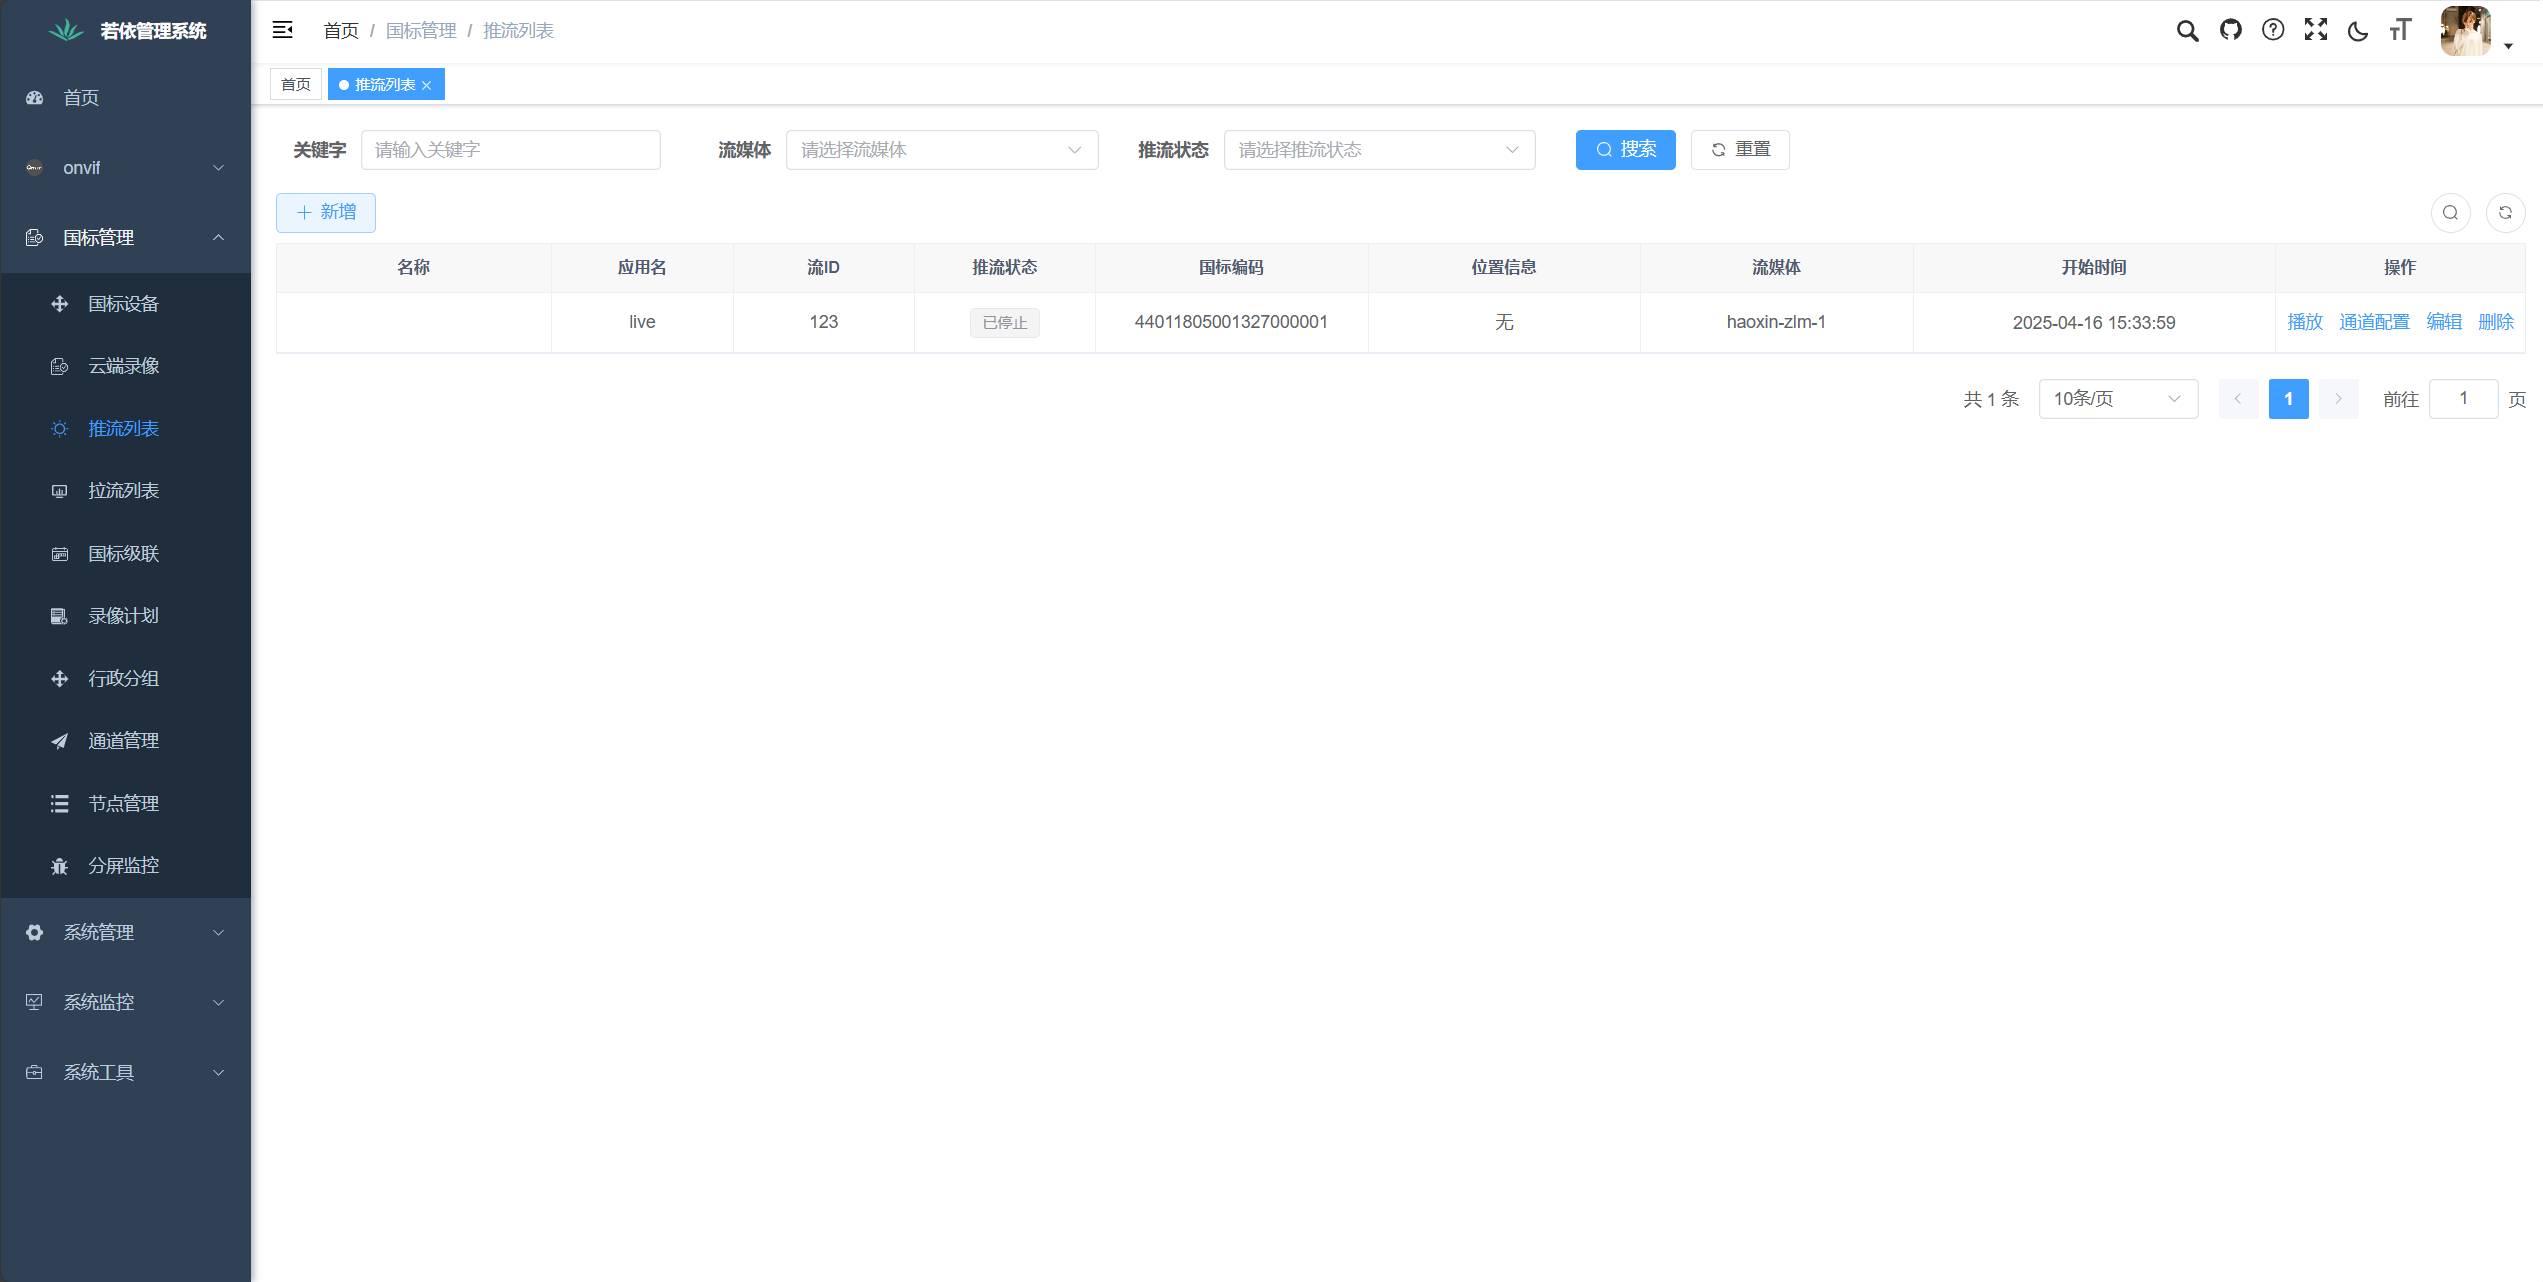 若依管理系统
首页 / 国标管理 / 推流列表
首页
推流列表
首页
onvif
国标管理
国标设备
云端录像
推流列表
拉流列表
国标级联
录像计划
行政分组
通道管理
节点管理
分屏监控
系统管理
系统监控
系统工具
关键字 请输入关键字 流媒体 请选择流媒体 推流状态 请选择推流状态 搜索 重置
新增
名称 应用名 流ID 推流状态 国标编码 位置信息 流媒体 开始时间 操作
live 123 已停止 44011805001327000001 无 haoxin-zlm-1 2025-04-16 15:33:59 播放 通道配置 编辑 删除
共 1 条 10条/页 1 前往 1 页